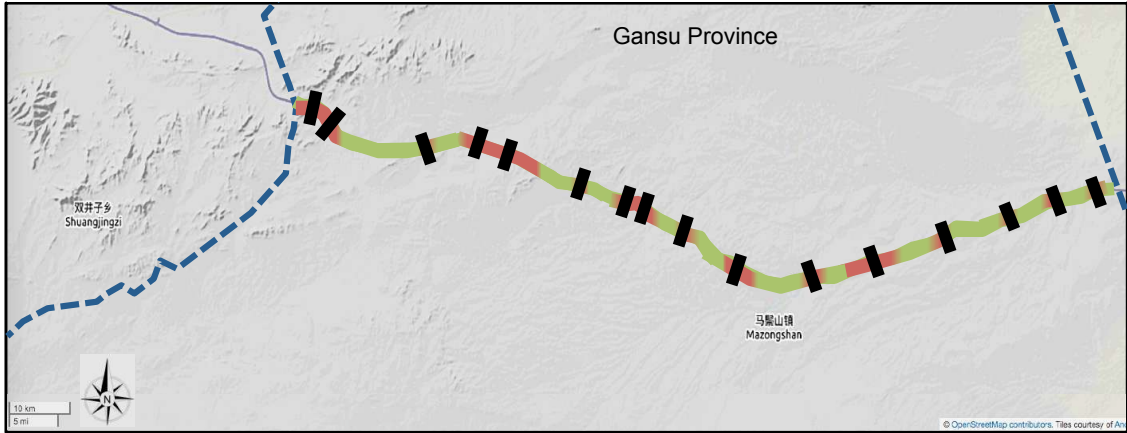 Gansu Province
双井子乡
Shuangjingzi
马鬃山镇
Mazongshan
N
10 km
5 mi
© OpenStreetMap contributors. Tiles courtesy of An